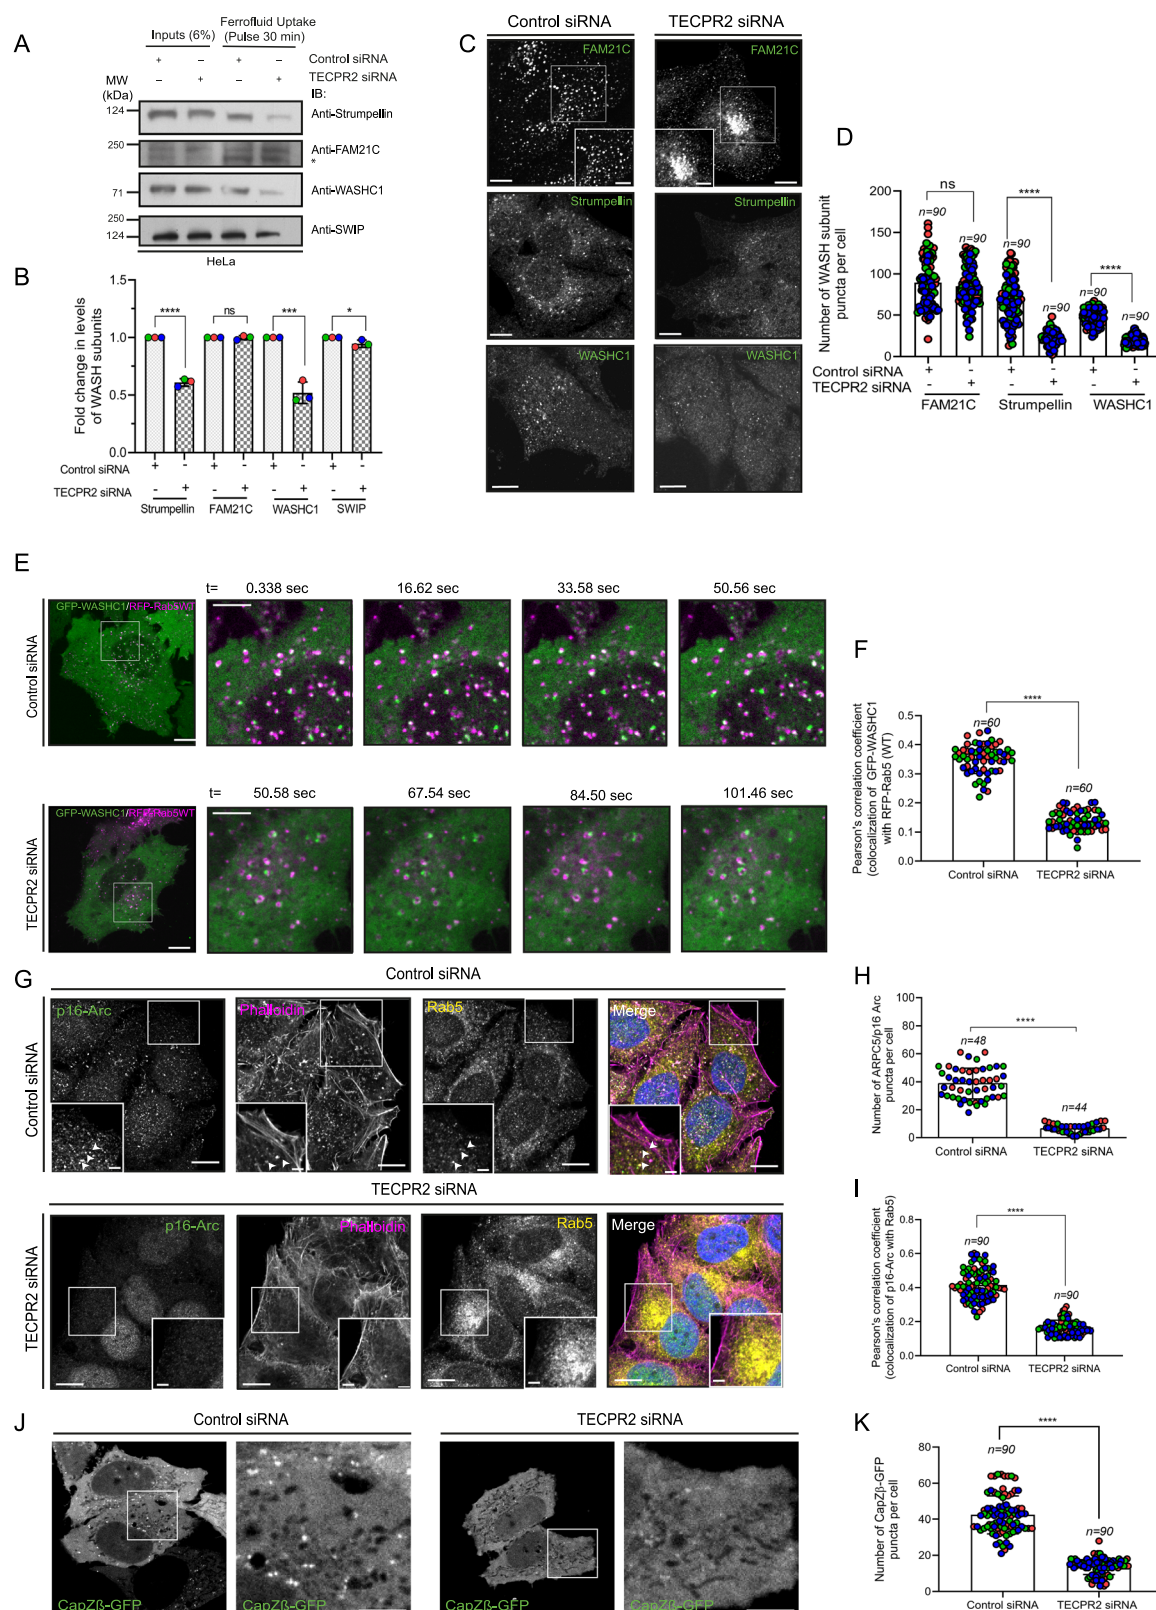 A
Inputs (6%)
Ferrofluid Uptake
(Pulse 30 min)
+ – + – Control siRNA
– + – + TECPR2 siRNA
MW
(kDa)
IB:
124
Anti-Strumpellin
250
Anti-FAM21C
*
71
Anti-WASHC1
250
124
Anti-SWIP
HeLa
B
Fold change in levels
of WASH subunits
1.5
1.0
0.5
0.0
****
ns
***
*
Control siRNA + - + - + - + -
TECPR2 siRNA - + - + - + - +
Strumpellin FAM21C WASHC1 SWIP
C
Control siRNA
TECPR2 siRNA
FAM21C
FAM21C
Strumpellin
Strumpellin
WASHC1
WASHC1
D
Number of WASH subunit
puncta per cell
200
150
100
50
0
ns
****
****
n=90
n=90
n=90
n=90
n=90
n=90
Control siRNA + - + - + -
TECPR2 siRNA - + - + - +
FAM21C Strumpellin WASHC1
E
t= 0.338 sec 16.62 sec 33.58 sec 50.56 sec
Control siRNA
GFP-WASHC1/RFP-Rab5WT
t= 50.58 sec 67.54 sec 84.50 sec 101.46 sec
TECPR2 siRNA
GFP-WASHC1/RFP-Rab5WT
F
Pearson's correlation coefficient
(colocalization of GFP-WASHC1
with RFP-Rab5 (WT)
0.5
0.4
0.3
0.2
0.1
0.0
****
n=60
n=60
Control siRNA TECPR2 siRNA
G
Control siRNA
Control siRNA
p16-Arc
Phalloidin
Rab5
Merge
TECPR2 siRNA
TECPR2 siRNA
p16-Arc
Phalloidin
Rab5
Merge
H
Number of ARPC5/p16 Arc
puncta per cell
100
80
60
40
20
0
****
n=48
n=44
Control siRNA TECPR2 siRNA
I
Pearson's correlation coefficient
(colocalization of p16-Arc with Rab5)
0.8
0.6
0.4
0.2
0.0
****
n=90
n=90
Control siRNA TECPR2 siRNA
J
Control siRNA
TECPR2 siRNA
CapZβ-GFP
CapZβ-GFP
CapZβ-GFP
CapZβ-GFP
K
Number of CapZβ-GFP
puncta per cell
80
60
40
20
0
****
n=90
n=90
Control siRNA TECPR2 siRNA